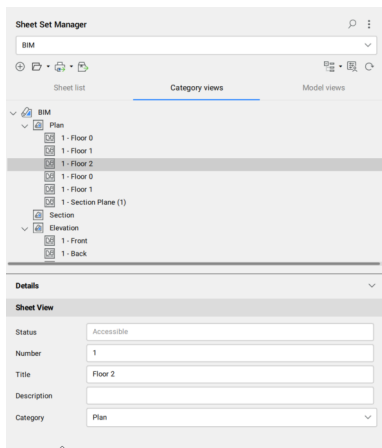 Sheet Set Manager
BIM
Sheet list
Category views
Model views
BIM
Plan
1 - Floor 0
1 - Floor 1
1 - Floor 2
1 - Floor 0
1 - Floor 1
1 - Section Plane (1)
Section
Elevation
1 - Front
1 - Back
Details
Sheet View
Status
Accessible
Number
1
Title
Floor 2
Description
Category
Plan